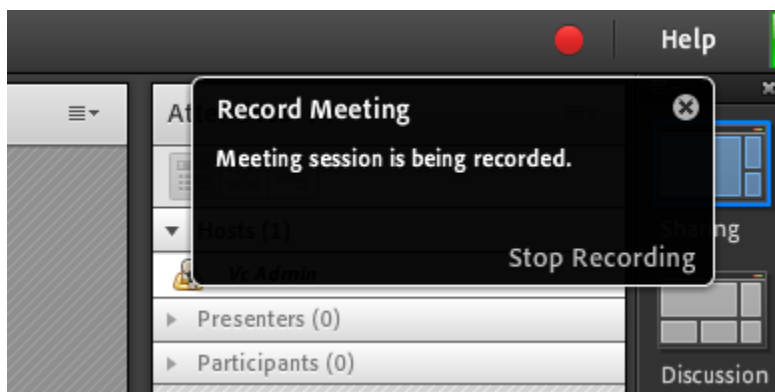 Help
Record Meeting
Meeting session is being recorded.
Hosts (1)
Vc Admin
Stop Recording
Presenters (0)
Participants (0)
Sharing
Discussion